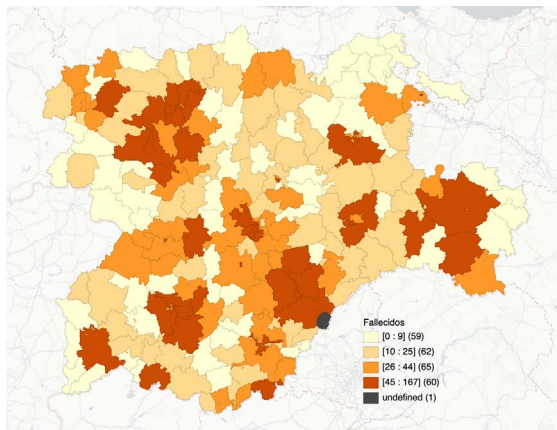 Fallecidos
[0 : 9] (59)
[10 : 25] (62)
[26 : 44] (65)
[45 : 167] (60)
undefined (1)